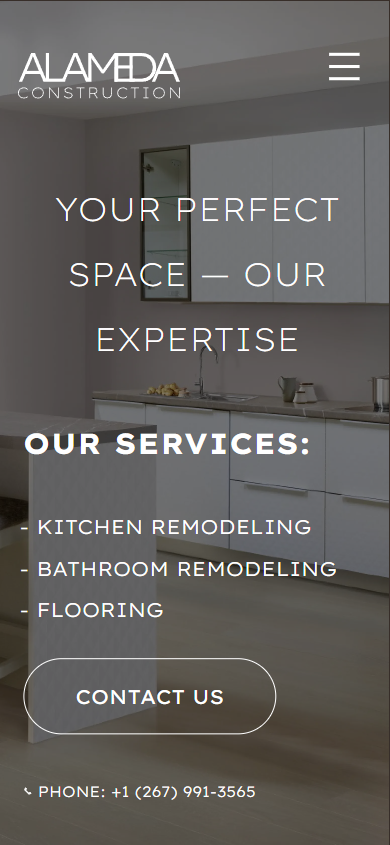 ALAMEDA
CONSTRUCTION
YOUR PERFECT
SPACE — OUR
EXPERTISE
OUR SERVICES:
- KITCHEN REMODELING
- BATHROOM REMODELING
- FLOORING
CONTACT US
PHONE: +1 (267) 991-3565